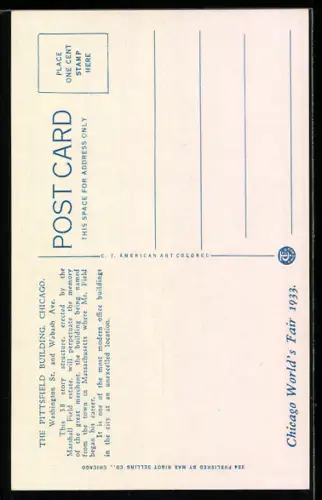 THE PITTSFIELD BUILDING, CHICAGO.
Washington St. and Wabash Ave.
This 38 story structure, erected by the
Marshall Field estate, will perpetuate the memory
of the great merchant, the building being named
from the town in Massachusetts where Mr. Field
began his career.
It is one of the most modern office buildings
in the city at an unexcelled location.
POST CARD
THIS SPACE FOR ADDRESS ONLY
PLACE
ONE CENT
STAMP
HERE
C. T. AMERICAN ART COLORED
Chicago World's Fair 1933.
324 PUBLISHED BY MAX RIGOT SELLING CO., CHICAGO